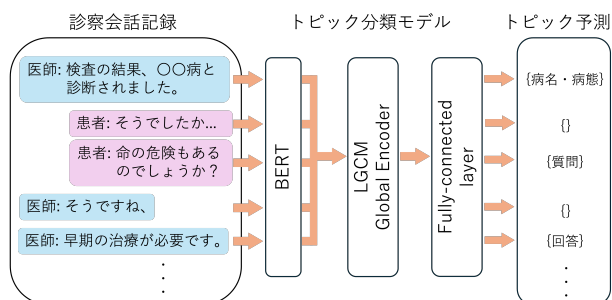 診察会話記録
トピック分類モデル
トピック予測
医師: 検査の結果、〇〇病と
診断されました。
患者: そうでしたか...
患者: 命の危険もある
のでしょうか？
医師: そうですね、
医師: 早期の治療が必要です。
BERT
LGCM
Global Encoder
Fully-connected
layer
{病名・病態}
{}
{質問}
{}
{回答}